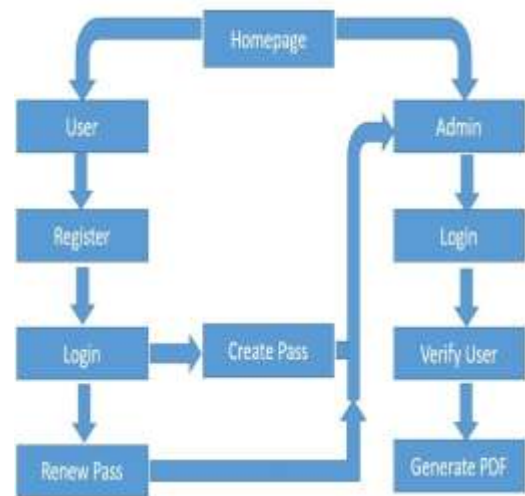 Homepage
User
Admin
Register
Login
Login
Create Pass
Verify User
Renew Pass
Generate PDF